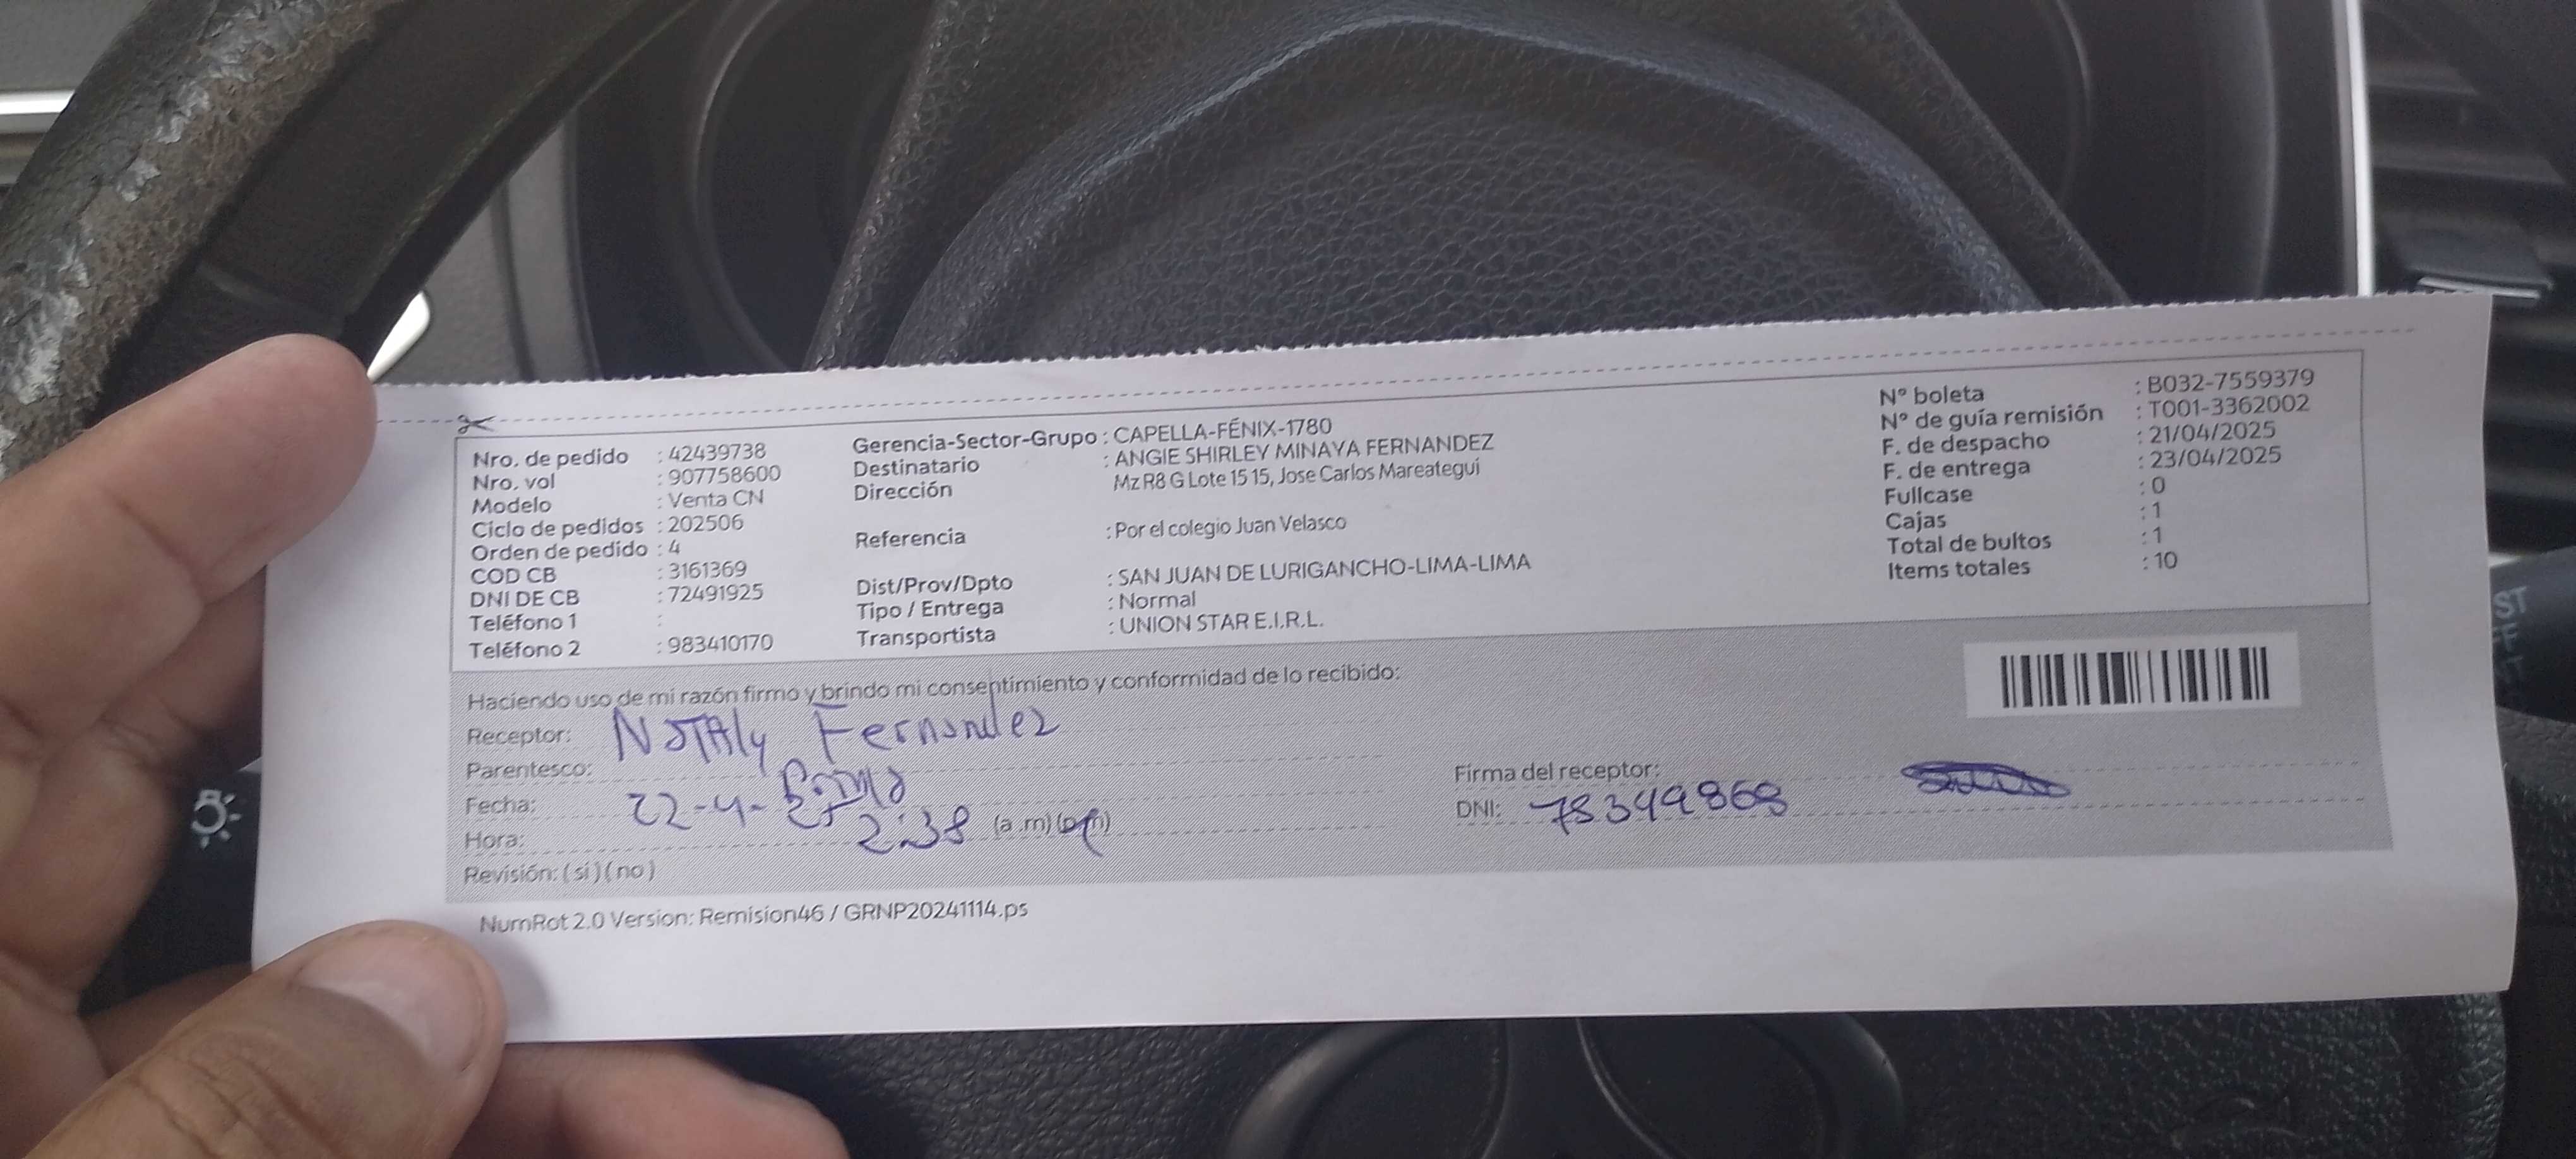 Nro. de pedido : 42439738
Nro. vol : 907758600
Modelo : Venta CN
Ciclo de pedidos : 202506
Orden de pedido : 4
COD CB : 3161369
DNI DE CB : 72491925
Teléfono 1 :
Teléfono 2 : 983410170
Gerencia-Sector-Grupo : CAPELLA-FÉNIX-1780
Destinatario : ANGIE SHIRLEY MINAYA FERNANDEZ
Dirección Mz R8 G Lote 15 15, Jose Carlos Mareategui
Referencia : Por el colegio Juan Velasco
Dist/Prov/Dpto : SAN JUAN DE LURIGANCHO-LIMA-LIMA
Tipo / Entrega : Normal
Transportista : UNION STAR E.I.R.L.
Nº boleta : B032-7559379
Nº de guía remisión : T001-3362002
F. de despacho : 21/04/2025
F. de entrega : 23/04/2025
Fullcase : 0
Cajas : 1
Total de bultos : 1
Items totales : 10
Haciendo uso de mi razón firmo y brindo mi consentimiento y conformidad de lo recibido:
Receptor: NATAly Fernandez
Parentesco:
Fecha: 22-4-25
Hora: 2:38 (a.m) (p.m)
Revisión: ( si ) ( no )
Firma del receptor:
DNI:
NumRot 2.0 Version: Remision46 / GRNP20241114.ps